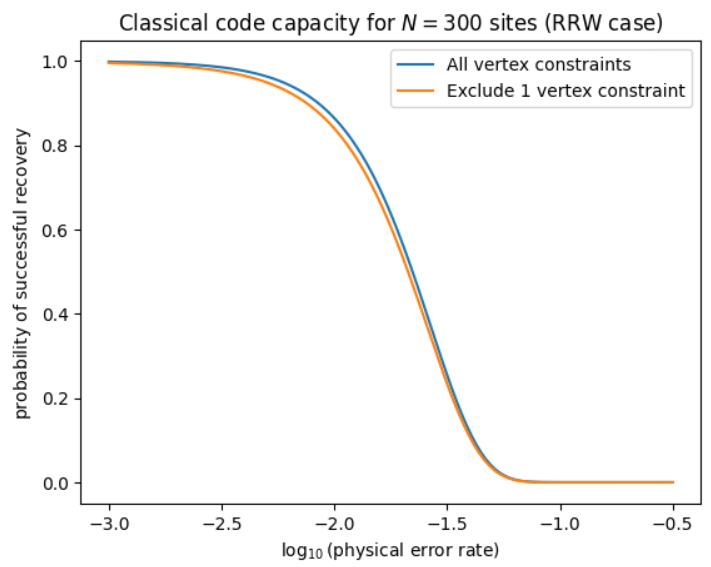 Classical code capacity for N = 300 sites (RRW case)
All vertex constraints
Exclude 1 vertex constraint
probability of successful recovery
1.0
0.8
0.6
0.4
0.2
0.0
−3.0 −2.5 −2.0 −1.5 −1.0 −0.5
log₁₀(physical error rate)